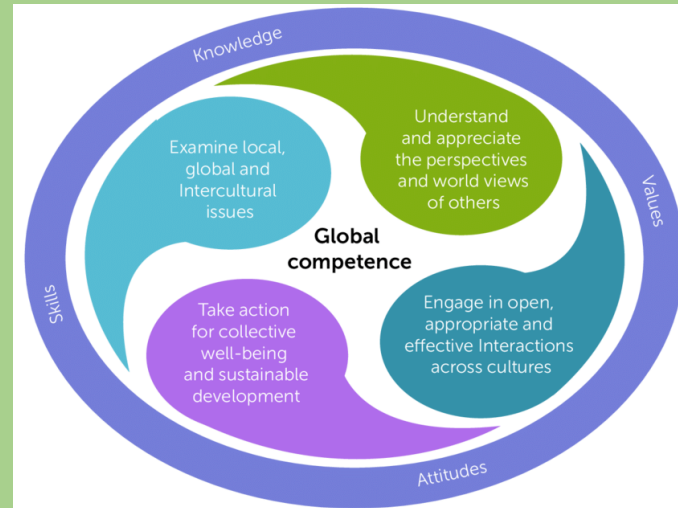 Knowledge
Understand
and appreciate
the perspectives
and world views
of others
Examine local,
global and
Intercultural
issues
Values
Global
competence
Skills
Take action
for collective
well-being
and sustainable
development
Engage in open,
appropriate and
effective Interactions
across cultures
Attitudes